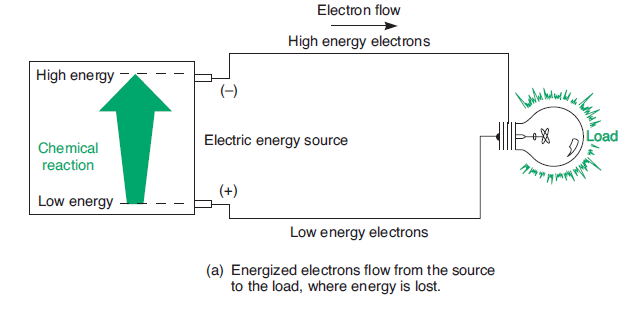 Electron flow
High energy electrons
High energy
(–)
Chemical
reaction
Electric energy source
Load
Low energy
(+)
Low energy electrons
(a) Energized electrons flow from the source
to the load, where energy is lost.